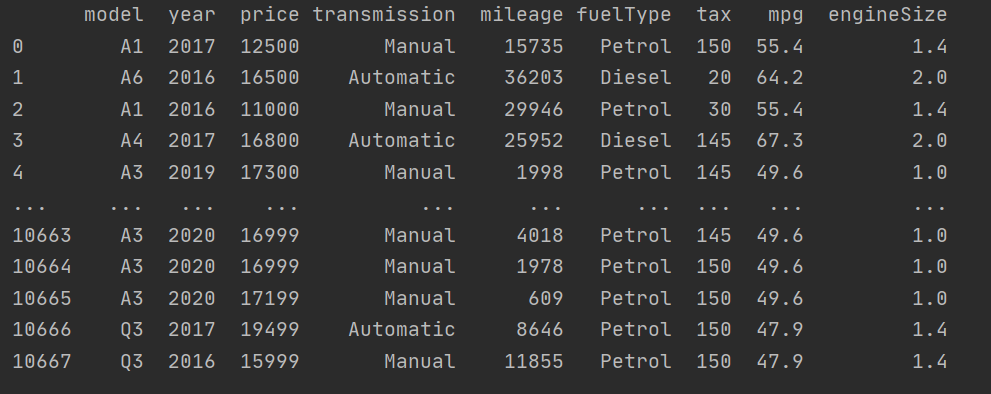 model year price transmission mileage fuelType tax mpg engineSize
0 A1 2017 12500 Manual 15735 Petrol 150 55.4 1.4
1 A6 2016 16500 Automatic 36203 Diesel 20 64.2 2.0
2 A1 2016 11000 Manual 29946 Petrol 30 55.4 1.4
3 A4 2017 16800 Automatic 25952 Diesel 145 67.3 2.0
4 A3 2019 17300 Manual 1998 Petrol 145 49.6 1.0
... ... ... ... ... ... ... ... ... ...
10663 A3 2020 16999 Manual 4018 Petrol 145 49.6 1.0
10664 A3 2020 16999 Manual 1978 Petrol 150 49.6 1.0
10665 A3 2020 17199 Manual 609 Petrol 150 49.6 1.0
10666 Q3 2017 19499 Automatic 8646 Petrol 150 47.9 1.4
10667 Q3 2016 15999 Manual 11855 Petrol 150 47.9 1.4